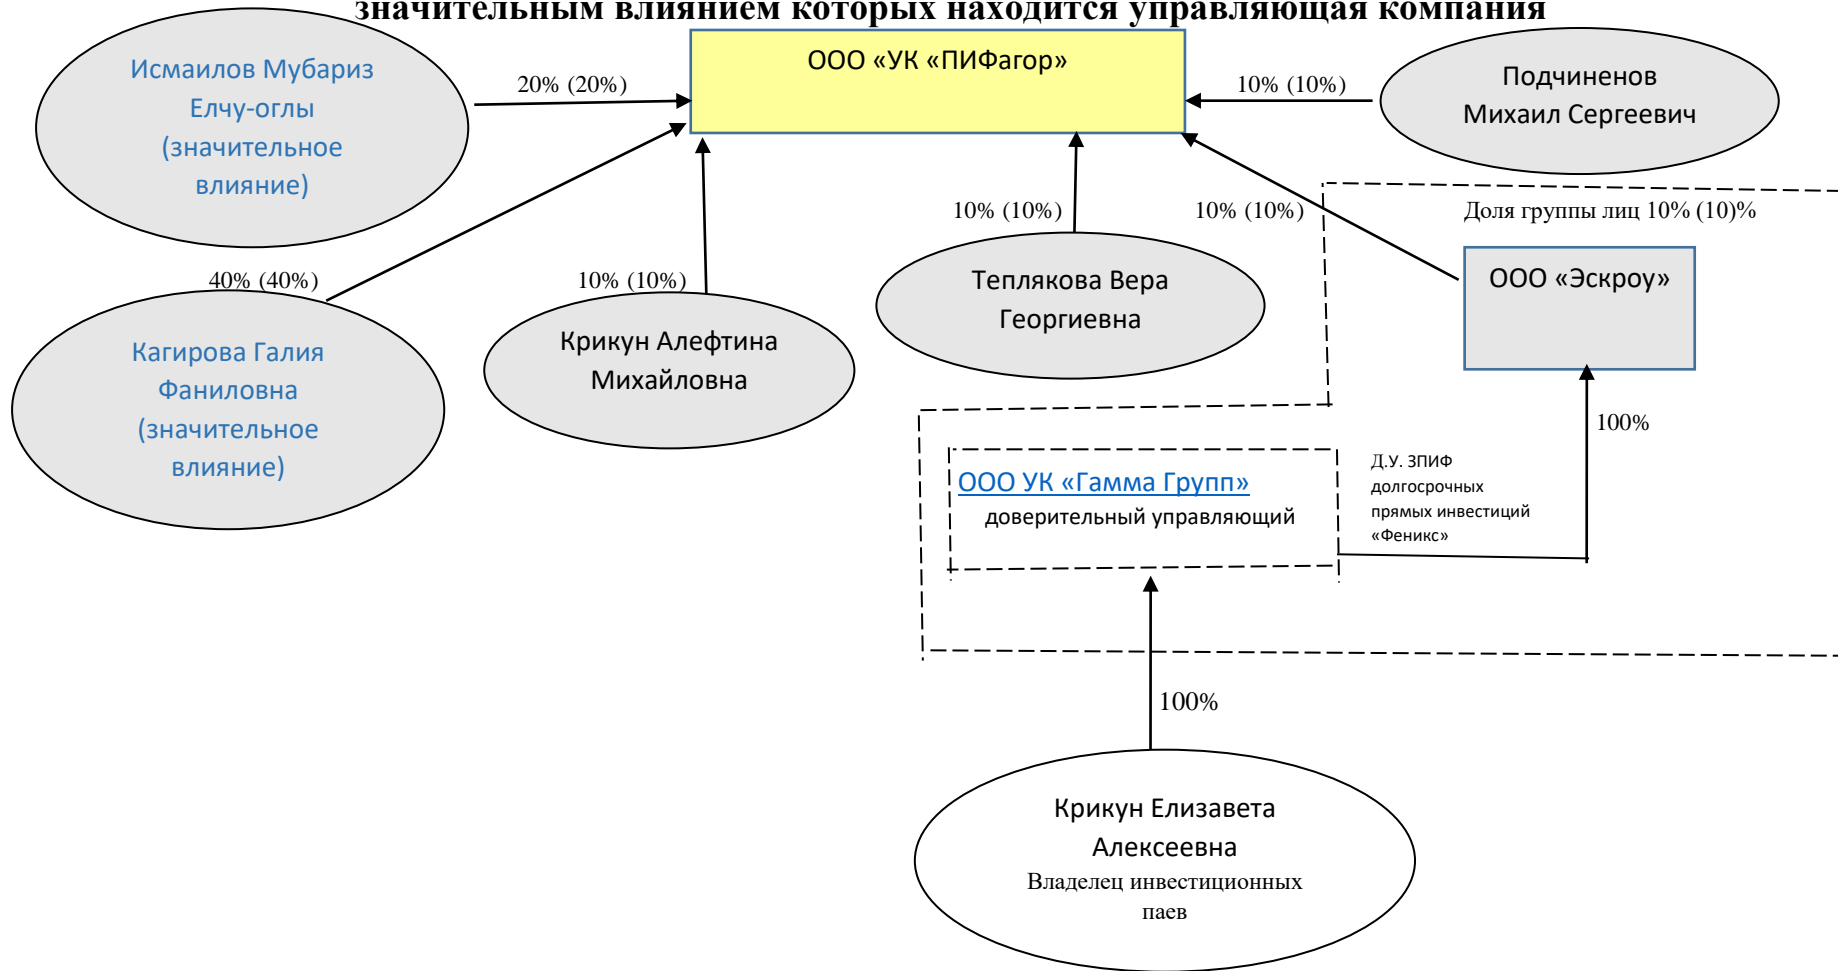 значительным влиянием которых находится управляющая компания
ООО «УК «ПИФагор»
Исмаилов Мубариз
Елчу-оглы
(значительное
влияние)
20% (20%)
10% (10%)
Подчиненов
Михаил Сергеевич
10% (10%)
10% (10%)
Доля группы лиц 10% (10)%
40% (40%)
10% (10%)
Кагирова Галия
Фаниловна
(значительное
влияние)
Крикун Алефтина
Михайловна
Теплякова Вера
Георгиевна
ООО «Эскроу»
100%
ООО УК «Гамма Групп»
доверительный управляющий
Д.У. ЗПИФ
долгосрочных
прямых инвестиций
«Феникс»
100%
Крикун Елизавета
Алексеевна
Владелец инвестиционных
паев